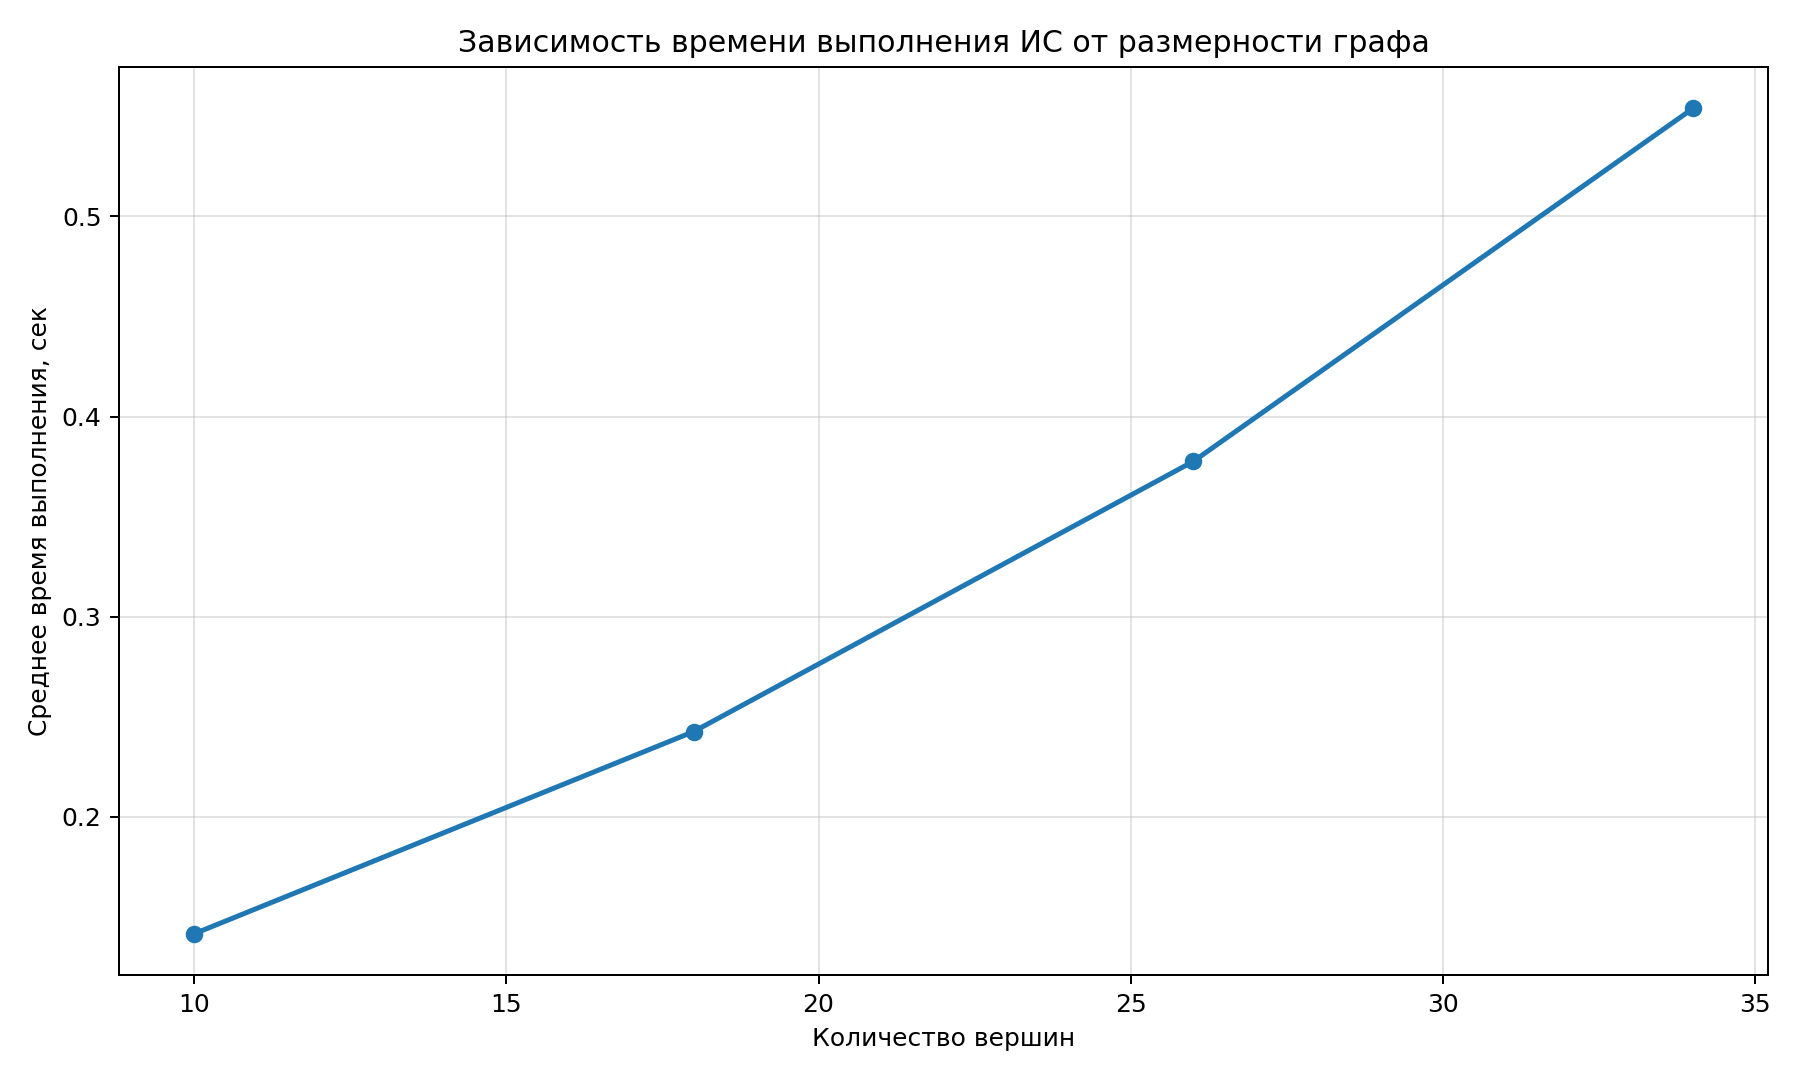 Зависимость времени выполнения ИС от размерности графа
Среднее время выполнения, сек
0.5
0.4
0.3
0.2
10 15 20 25 30 35
Количество вершин